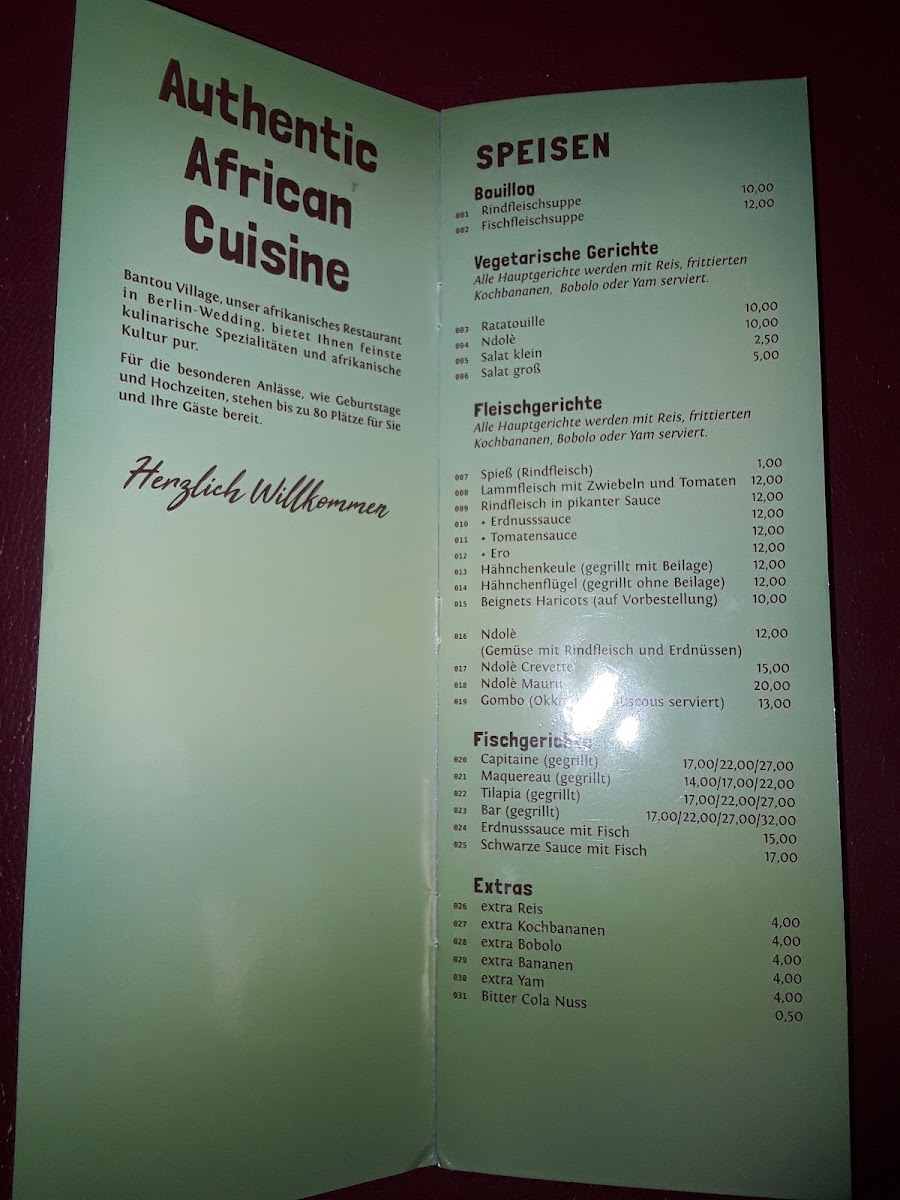 Authentic
African
Cuisine
Bantou Village, unser afrikanisches Restaurant
in Berlin-Wedding, bietet Ihnen feinste
kulinarische Spezialitäten und afrikanische
Kultur pur.
Für die besonderen Anlässe, wie Geburtstage
und Hochzeiten, stehen bis zu 80 Plätze für Sie
und Ihre Gäste bereit.
Herzlich Willkommen
SPEISEN
Bouillon
001 Rindfleischsuppe 10,00
002 Fischfleischsuppe 12,00
Vegetarische Gerichte
Alle Hauptgerichte werden mit Reis, frittierten
Kochbananen, Bobolo oder Yam serviert.
003 Ratatouille 10,00
004 Ndolè 10,00
005 Salat klein 2,50
006 Salat groß 5,00
Fleischgerichte
Alle Hauptgerichte werden mit Reis, frittierten
Kochbananen, Bobolo oder Yam serviert.
007 Spieß (Rindfleisch) 1,00
008 Lammfleisch mit Zwiebeln und Tomaten 12,00
009 Rindfleisch in pikanter Sauce 12,00
010 • Erdnusssauce 12,00
011 • Tomatensauce 12,00
012 • Ero 12,00
013 Hähnchenkeule (gegrillt mit Beilage) 12,00
014 Hähnchenflügel (gegrillt ohne Beilage) 12,00
015 Beignets Haricots (auf Vorbestellung) 10,00
016 Ndolè 12,00
(Gemüse mit Rindfleisch und Erdnüssen)
017 Ndolè Crevette 15,00
018 Ndolè 20,00
019 Gombo serviert) 13,00
Fischgerichte
020 Capitaine (gegrillt) 17,00/22,00/27,00
021 Maquereau (gegrillt) 14,00/17,00/22,00
022 Tilapia (gegrillt) 17,00/22,00/27,00
023 Bar (gegrillt) 17,00/22,00/27,00/32,00
024 Erdnusssauce mit Fisch 15,00
025 Schwarze Sauce mit Fisch 17,00
Extras
026 extra Reis 4,00
027 extra Kochbananen 4,00
028 extra Bobolo 4,00
029 extra Bananen 4,00
030 extra Yam 4,00
031 Bitter Cola Nuss 0,50